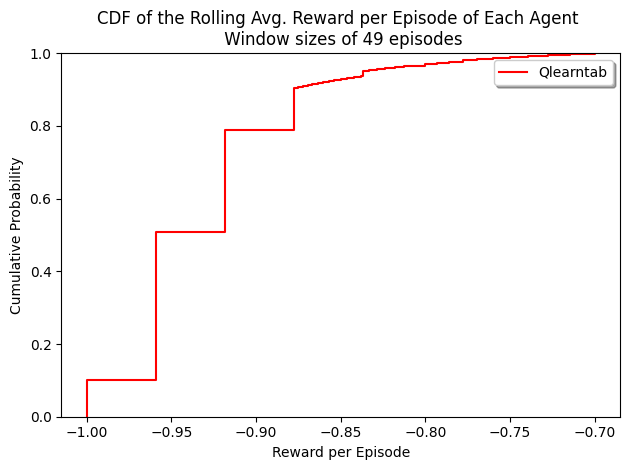 CDF of the Rolling Avg. Reward per Episode of Each Agent
Window sizes of 49 episodes
Qlearntab
Cumulative Probability
1.0
0.8
0.6
0.4
0.2
0.0
−1.00 −0.95 −0.90 −0.85 −0.80 −0.75 −0.70
Reward per Episode